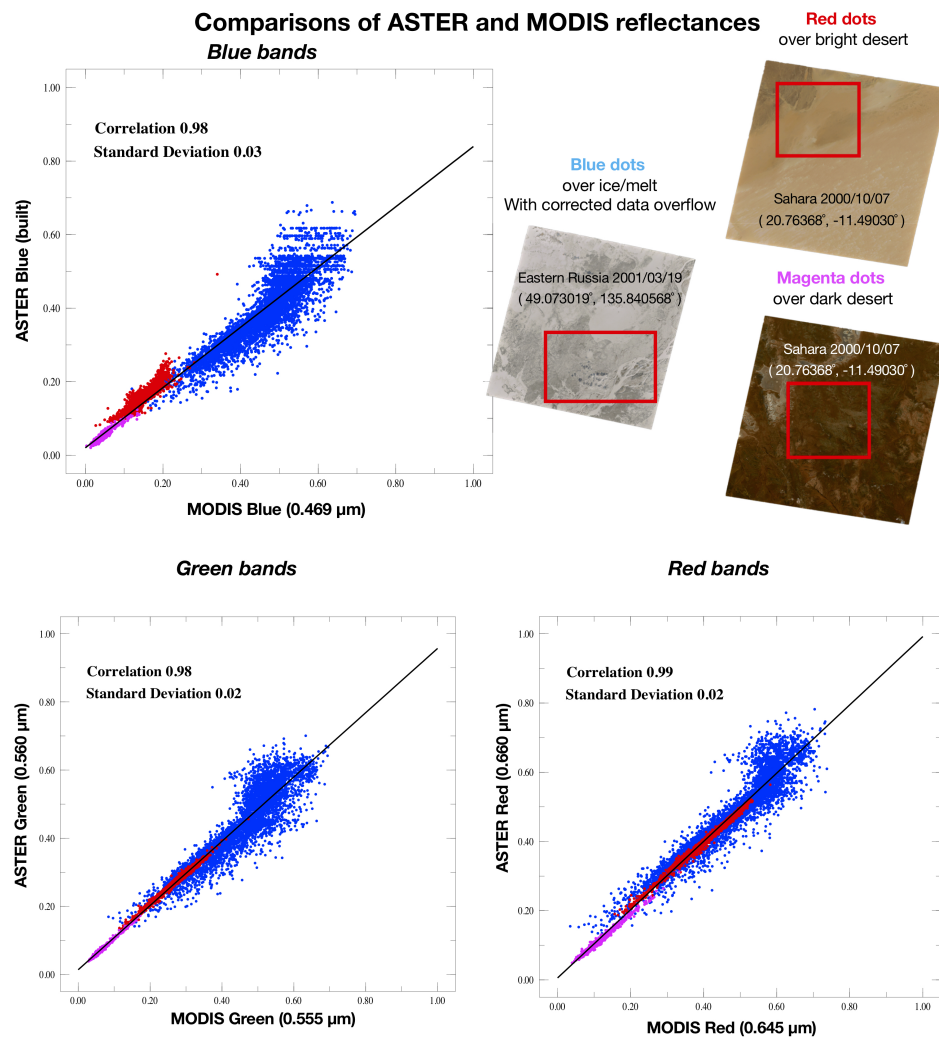 Comparisons of ASTER and MODIS reflectances
Blue bands
1.00
0.80
0.60
0.40
0.20
0.00
ASTER Blue (built)
Correlation 0.98
Standard Deviation 0.03
0.00 0.20 0.40 0.60 0.80 1.00
MODIS Blue (0.469 µm)
Blue dots
over ice/melt
With corrected data overflow
Eastern Russia 2001/03/19
( 49.073019°, 135.840568°)
Red dots
over bright desert
Sahara 2000/10/07
( 20.76368°, -11.49030°)
Magenta dots
over dark desert
Sahara 2000/10/07
( 20.76368°, -11.49030°)
Green bands
1.00
0.80
0.60
0.40
0.20
0.00
ASTER Green (0.560 µm)
Correlation 0.98
Standard Deviation 0.02
0.00 0.20 0.40 0.60 0.80 1.00
MODIS Green (0.555 µm)
Red bands
1.00
0.80
0.60
0.40
0.20
0.00
ASTER Red (0.660 µm)
Correlation 0.99
Standard Deviation 0.02
0.00 0.20 0.40 0.60 0.80 1.00
MODIS Red (0.645 µm)